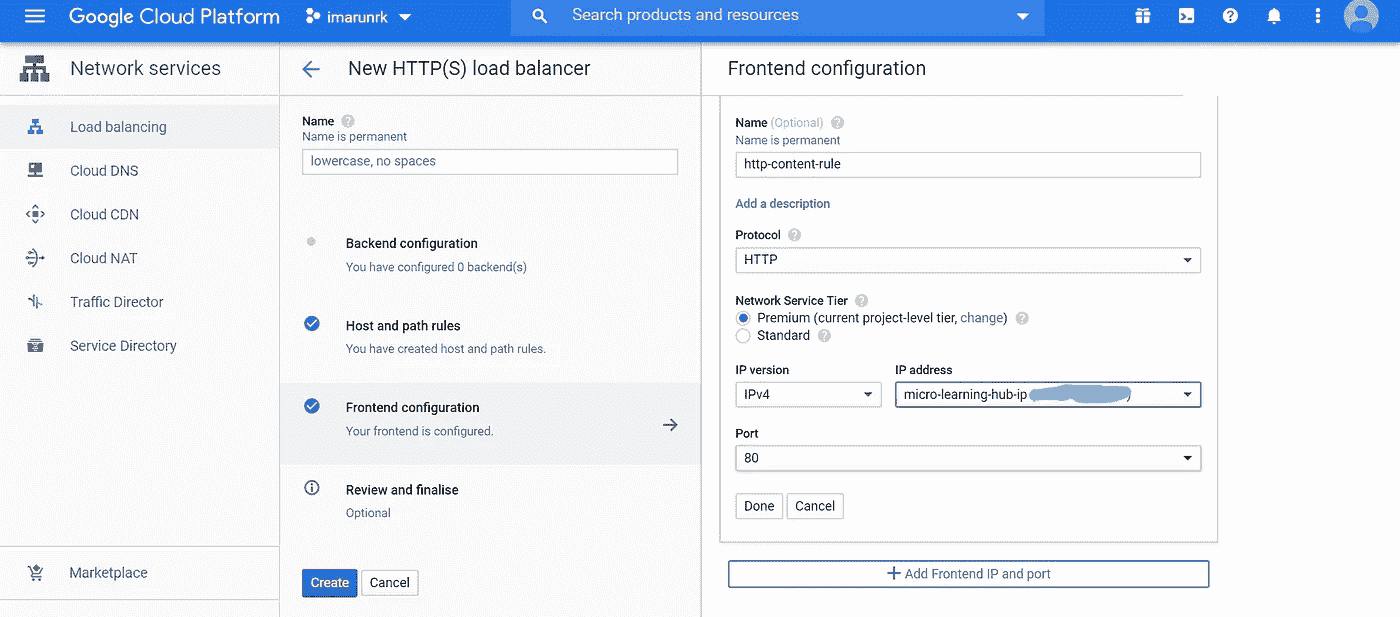 Google Cloud Platform
imarunrk
Search products and resources
Network services
Load balancing
Cloud DNS
Cloud CDN
Cloud NAT
Traffic Director
Service Directory
Marketplace
New HTTP(S) load balancer
Name
Name is permanent
lowercase, no spaces
Backend configuration
You have configured 0 backend(s)
Host and path rules
You have created host and path rules.
Frontend configuration
Your frontend is configured.
Review and finalise
Optional
Create Cancel
Frontend configuration
Name (Optional)
Name is permanent
http-content-rule
Add a description
Protocol
HTTP
Network Service Tier
Premium (current project-level tier, change)
Standard
IP version IP address
IPv4 micro-learning-hub-ip )
Port
80
Done Cancel
Add Frontend IP and port